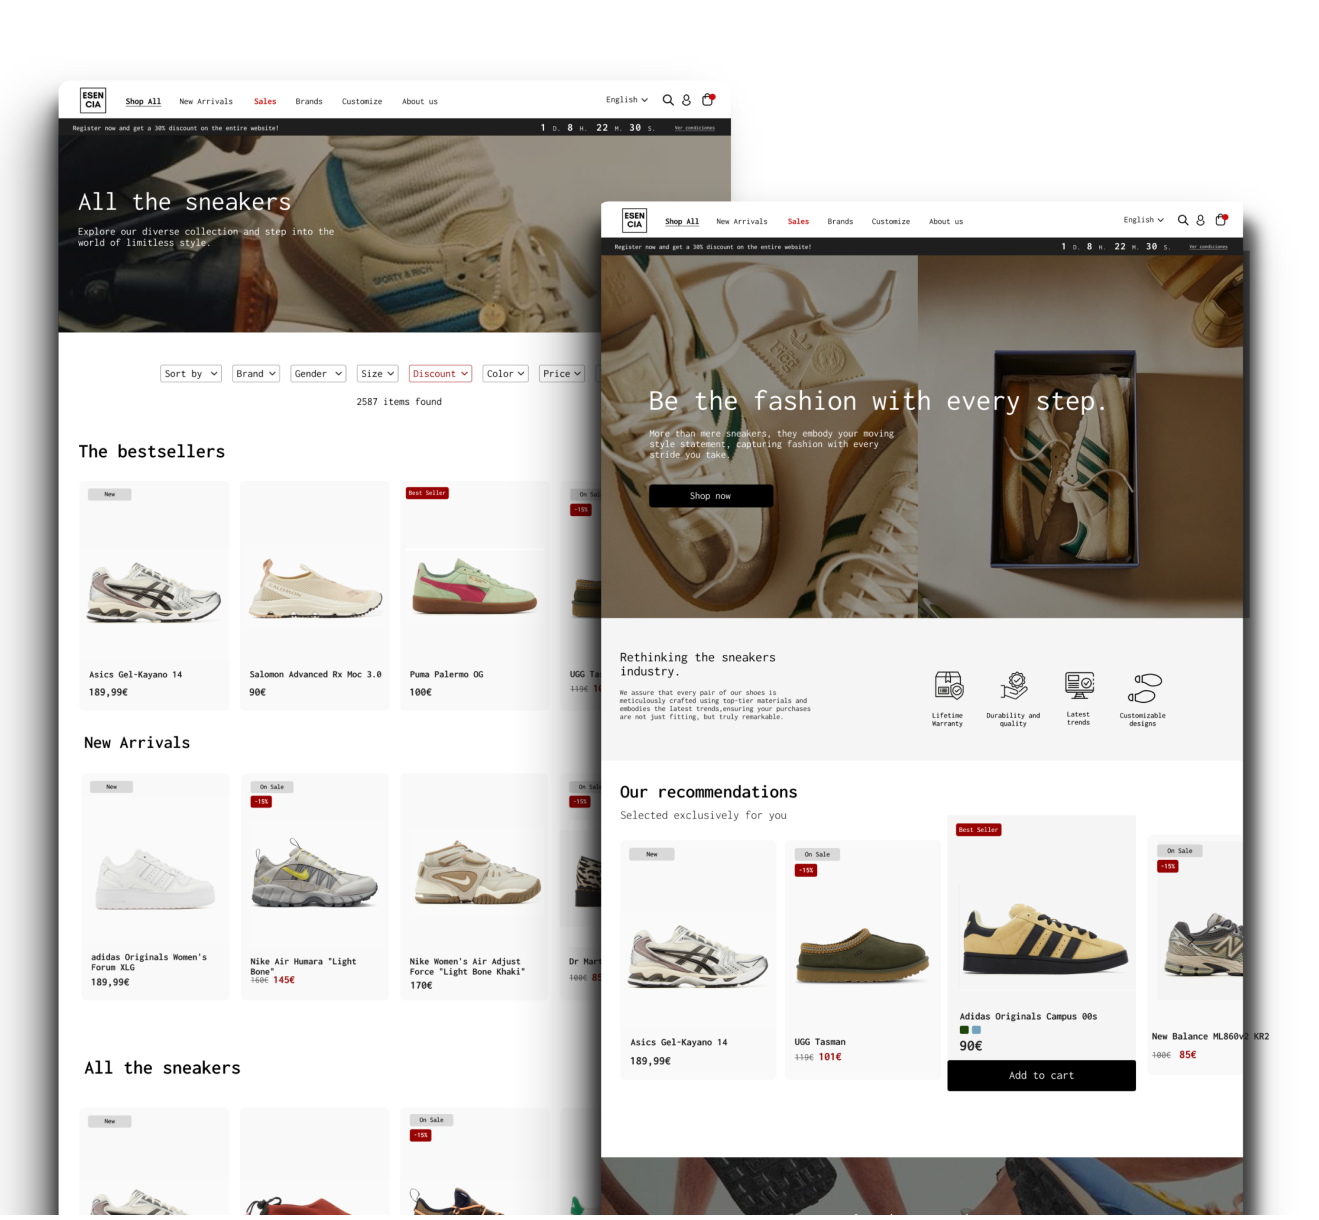 ESEN
CIA
Shop All
New Arrivals
Sales
Brands
Customize
About us
English
Register now and get a 30% discount on the entire website!
1 D. 8 H. 22 M. 30 S.
Ver condiciones
All the sneakers
Explore our diverse collection and step into the
world of limitless style.
SPORTY & RICH
Sort by
Brand
Gender
Size
Discount
Color
Price
2587 items found
The bestsellers
New
Asics Gel-Kayano 14
189,99€
Salomon Advanced Rx Moc 3.0
90€
Best Seller
Puma Palermo OG
100€
On Sal
-15%
UGG Ta
119€ 10
New Arrivals
New
adidas Originals Women's
Forum XLG
189,99€
On Sale
-15%
Nike Air Humara "Light
Bone"
160€ 145€
Nike Women's Air Adjust
Force "Light Bone Khaki"
170€
On Sal
-15%
Dr Mar
100€ 85
All the sneakers
New
On Sale
-15%
ESEN
CIA
Shop All
New Arrivals
Sales
Brands
Customize
About us
English
Register now and get a 30% discount on the entire website!
1 D. 8 H. 22 M. 30 S.
Ver condiciones
Be the fashion with every step.
More than mere sneakers, they embody your moving
style statement, capturing fashion with every
stride you take.
Shop now
Rethinking the sneakers
industry.
We assure that every pair of our shoes is
meticulously crafted using top-tier materials and
embodies the latest trends,ensuring your purchases
are not just fitting, but truly remarkable.
Lifetime
Warranty
Durability and
quality
Latest
trends
Customizable
designs
Our recommendations
Selected exclusively for you
New
Asics Gel-Kayano 14
189,99€
On Sale
-15%
UGG Tasman
119€ 101€
Best Seller
Adidas Originals Campus 00s
90€
Add to cart
On Sale
-15%
New Balance ML860v2 KR2
100€ 85€